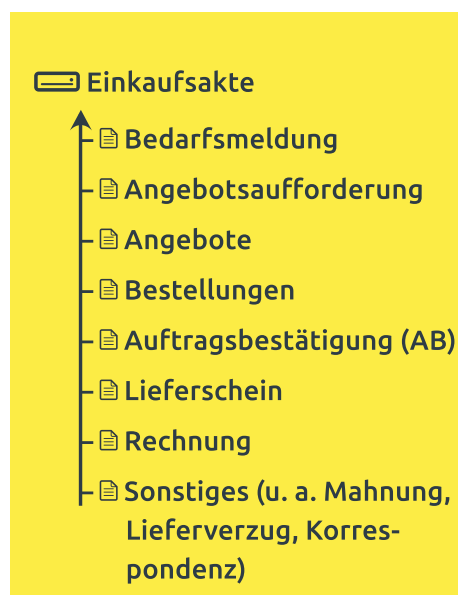 Einkaufsakte
Bedarfsmeldung
Angebotsaufforderung
Angebote
Bestellungen
Auftragsbestätigung (AB)
Lieferschein
Rechnung
Sonstiges (u. a. Mahnung,
Lieferverzug, Korres-
pondenz)